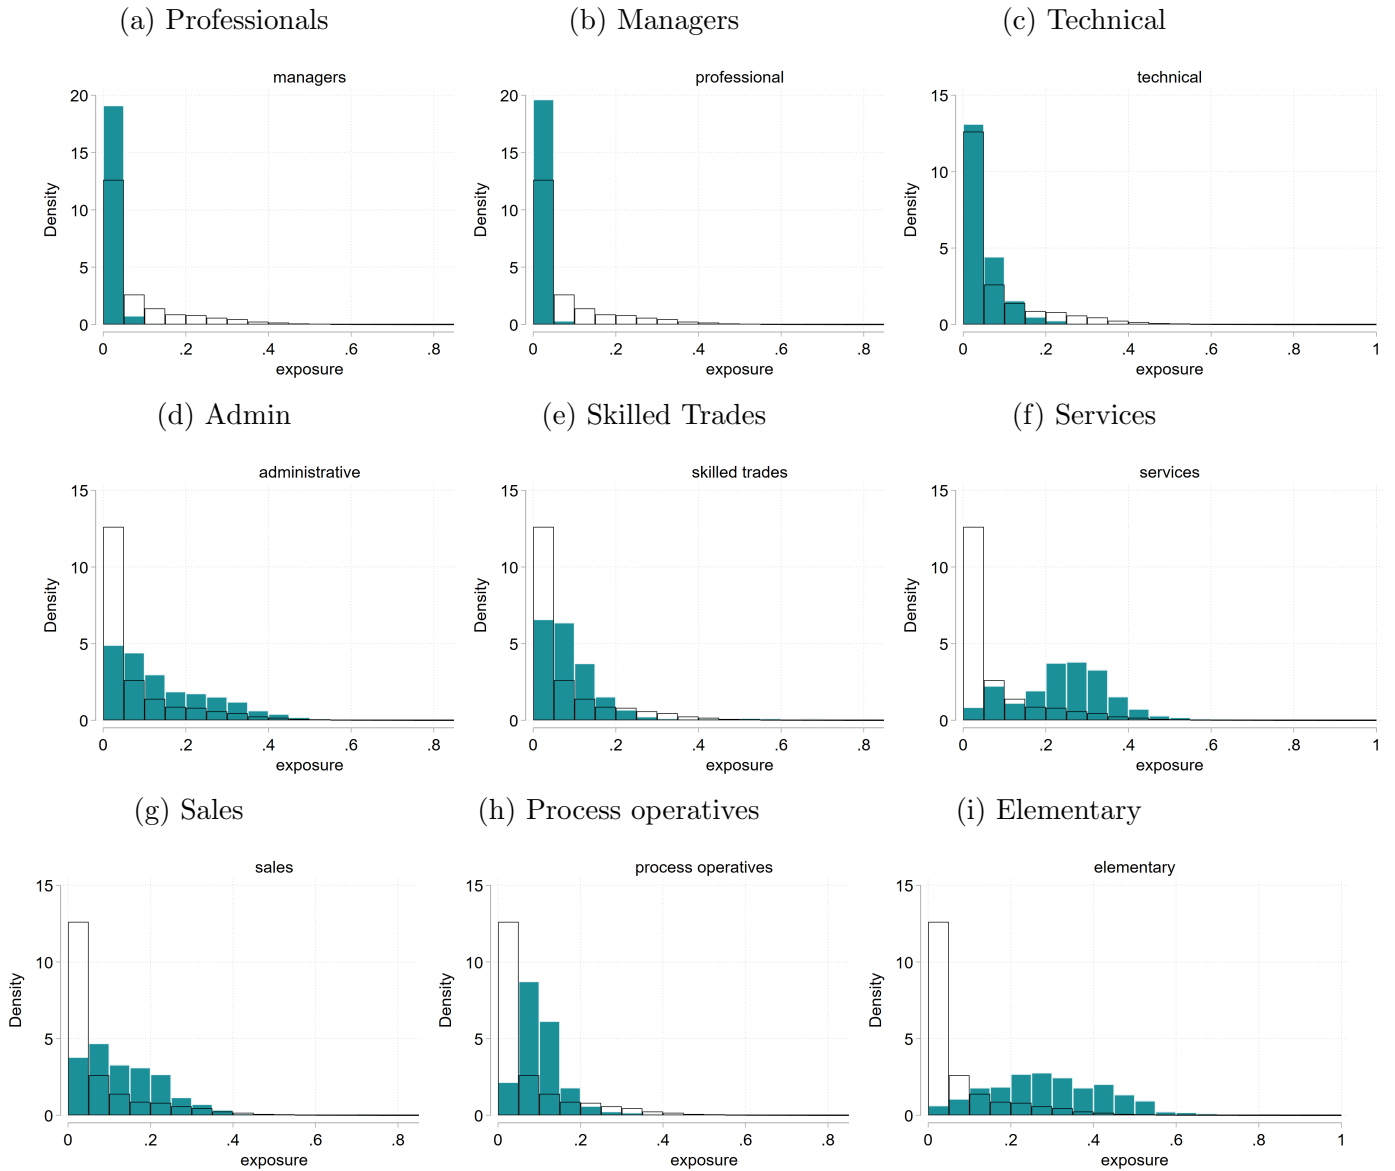 (a) Professionals
(b) Managers
(c) Technical
managers
professional
technical
20
15
10
5
0
Density
0 .2 .4 .6 .8
exposure
20
15
10
5
0
Density
0 .2 .4 .6 .8
exposure
15
10
5
0
Density
0 .2 .4 .6 .8 1
exposure
(d) Admin
(e) Skilled Trades
(f) Services
administrative
skilled trades
services
15
10
5
0
Density
0 .2 .4 .6 .8
exposure
15
10
5
0
Density
0 .2 .4 .6 .8
exposure
15
10
5
0
Density
0 .2 .4 .6 .8 1
exposure
(g) Sales
(h) Process operatives
(i) Elementary
sales
process operatives
elementary
15
10
5
0
Density
0 .2 .4 .6 .8
exposure
15
10
5
0
Density
0 .2 .4 .6 .8
exposure
15
10
5
0
Density
0 .2 .4 .6 .8 1
exposure